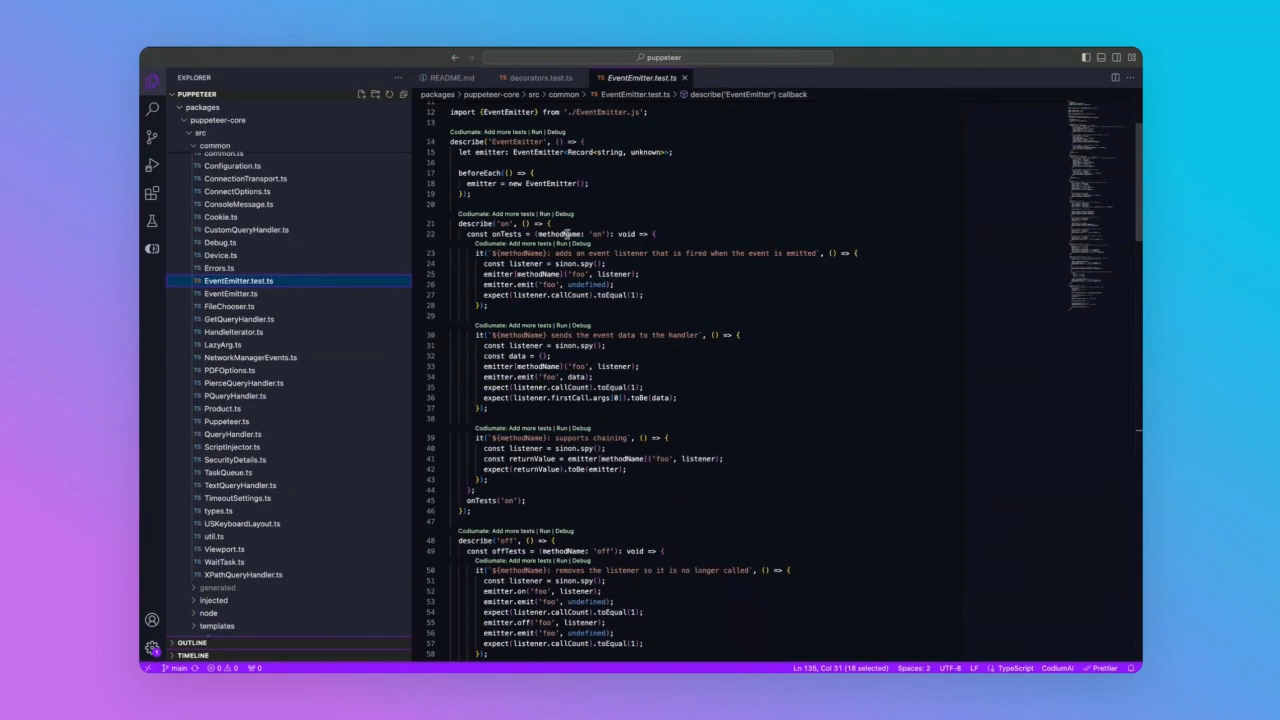 puppeteer
EXPLORER
PUPPETEER
packages
puppeteer-core
src
common
common.ts
Configuration.ts
ConnectionTransport.ts
ConnectOptions.ts
ConsoleMessage.ts
Cookie.ts
CustomQueryHandler.ts
Debug.ts
Device.ts
Errors.ts
EventEmitter.test.ts
EventEmitter.ts
FileChooser.ts
GetQueryHandler.ts
HandleIterator.ts
LazyArg.ts
NetworkManagerEvents.ts
PDFOptions.ts
PierceQueryHandler.ts
PQueryHandler.ts
Product.ts
Puppeteer.ts
QueryHandler.ts
ScriptInjector.ts
SecurityDetails.ts
TaskQueue.ts
TextQueryHandler.ts
TimeoutSettings.ts
types.ts
USKeyboardLayout.ts
util.ts
Viewport.ts
WaitTask.ts
XPathQueryHandler.ts
generated
injected
node
templates
OUTLINE
TIMELINE
README.md TS decorators.test.ts TS EventEmitter.test.ts
packages > puppeteer-core > src > common > TS EventEmitter.test.ts > describe('EventEmitter') callback
11
12 import {EventEmitter} from './EventEmitter.js';
13
Codiumate: Add more tests | Run | Debug
14 describe('EventEmitter', () => {
15 let emitter: EventEmitter<Record<string, unknown>>;
16
17 beforeEach(() => {
18 emitter = new EventEmitter();
19 });
20
Codiumate: Add more tests | Run | Debug
21 describe('on', () => {
22 const onTests = (methodName: 'on'): void => {
Codiumate: Add more tests | Run | Debug
23 it(`${methodName}: adds an event listener that is fired when the event is emitted`, () => {
24 const listener = sinon.spy();
25 emitter[methodName]('foo', listener);
26 emitter.emit('foo', undefined);
27 expect(listener.callCount).toEqual(1);
28 });
29
Codiumate: Add more tests | Run | Debug
30 it(`${methodName} sends the event data to the handler`, () => {
31 const listener = sinon.spy();
32 const data = {};
33 emitter[methodName]('foo', listener);
34 emitter.emit('foo', data);
35 expect(listener.callCount).toEqual(1);
36 expect(listener.firstCall.args[0]).toBe(data);
37 });
38
Codiumate: Add more tests | Run | Debug
39 it(`${methodName}: supports chaining`, () => {
40 const listener = sinon.spy();
41 const returnValue = emitter[methodName]('foo', listener);
42 expect(returnValue).toBe(emitter);
43 });
44 };
45 onTests('on');
46 });
47
Codiumate: Add more tests | Run | Debug
48 describe('off', () => {
49 const offTests = (methodName: 'off'): void => {
Codiumate: Add more tests | Run | Debug
50 it(`${methodName}: removes the listener so it is no longer called`, () => {
51 const listener = sinon.spy();
52 emitter.on('foo', listener);
53 emitter.emit('foo', undefined);
54 expect(listener.callCount).toEqual(1);
55 emitter.off('foo', listener);
56 emitter.emit('foo', undefined);
57 expect(listener.callCount).toEqual(1);
58 });
main 0 0 0 Ln 135, Col 31 (18 selected) Spaces: 2 UTF-8 LF TypeScript CodiumAI Prettier